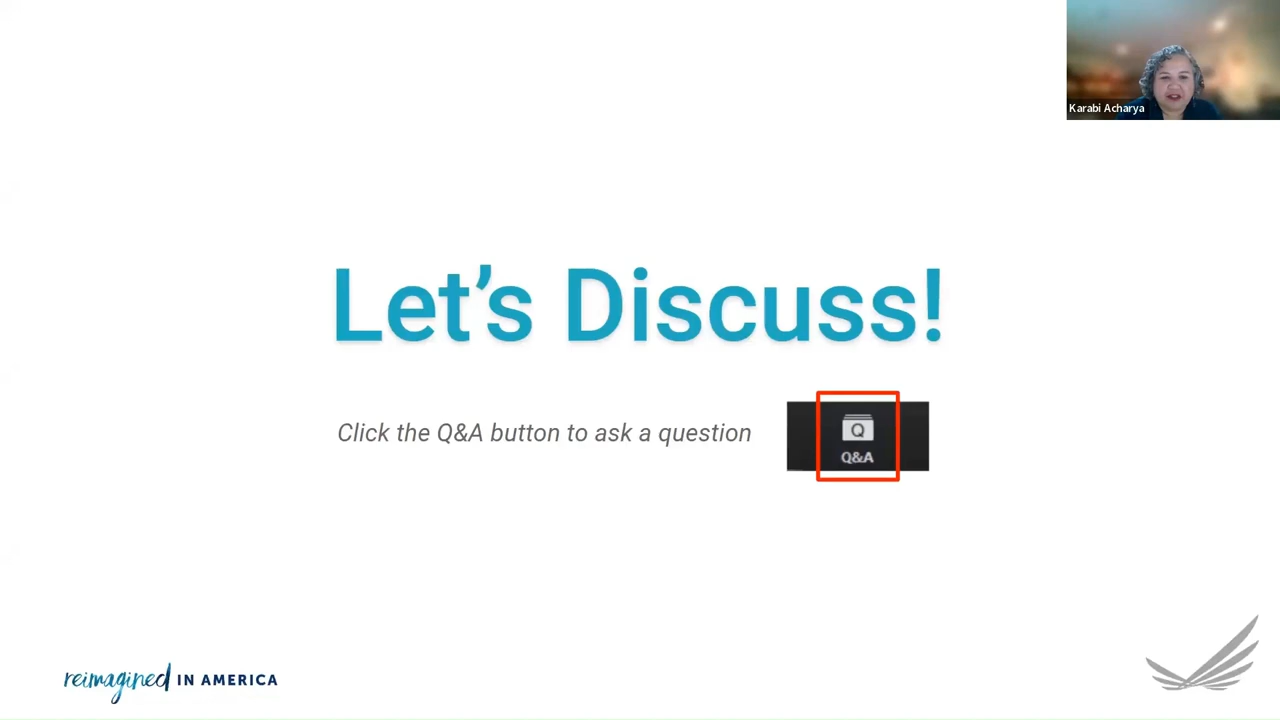 Karabi Acharya
Let's Discuss!
Click the Q&A button to ask a question
Q
Q&A
reimagined IN AMERICA